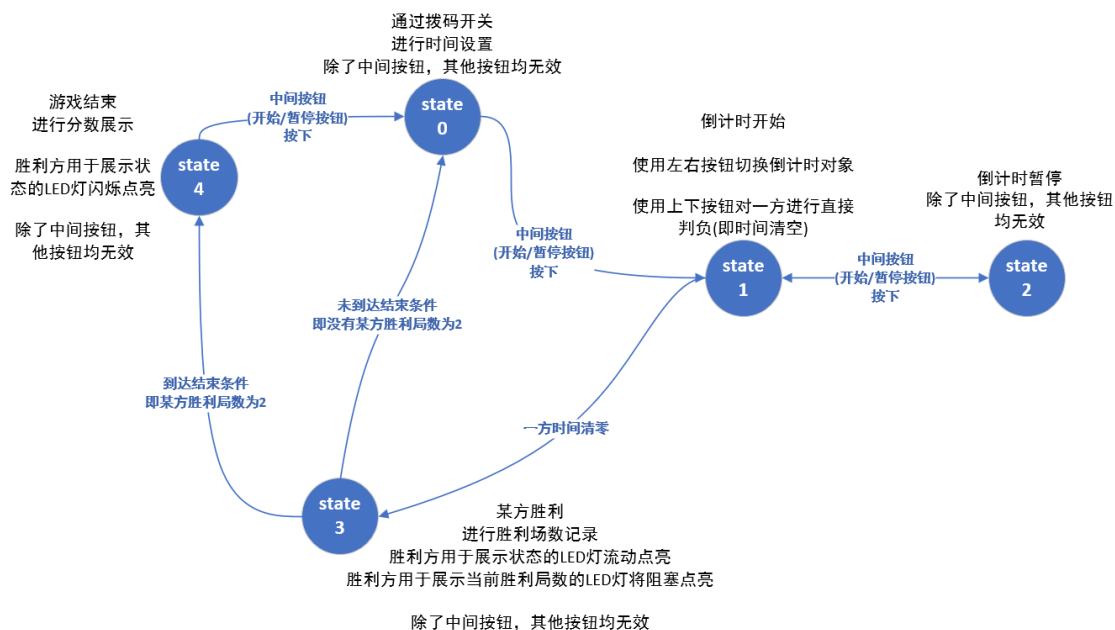 通过拨码开关
进行时间设置
除了中间按钮，其他按钮均无效
state
0
中间按钮
(开始/暂停按钮)
按下
游戏结束
进行分数展示
胜利方用于展示状
态的LED灯闪烁点亮
除了中间按钮，其
他按钮均无效
state
4
倒计时开始
使用左右按钮切换倒计时对象
使用上下按钮对一方进行直接
判负(即时间清空)
state
1
中间按钮
(开始/暂停按钮)
按下
倒计时暂停
除了中间按钮，其他按钮
均无效
state
2
中间按钮
(开始/暂停按钮)
按下
未到达结束条件
即没有某方胜利局数为2
到达结束条件
即某方胜利局数为2
一方时间清零
state
3
某方胜利
进行胜利场数记录
胜利方用于展示状态的LED灯流动点亮
胜利方用于展示当前胜利局数的LED灯将阻塞点亮
除了中间按钮，其他按钮均无效